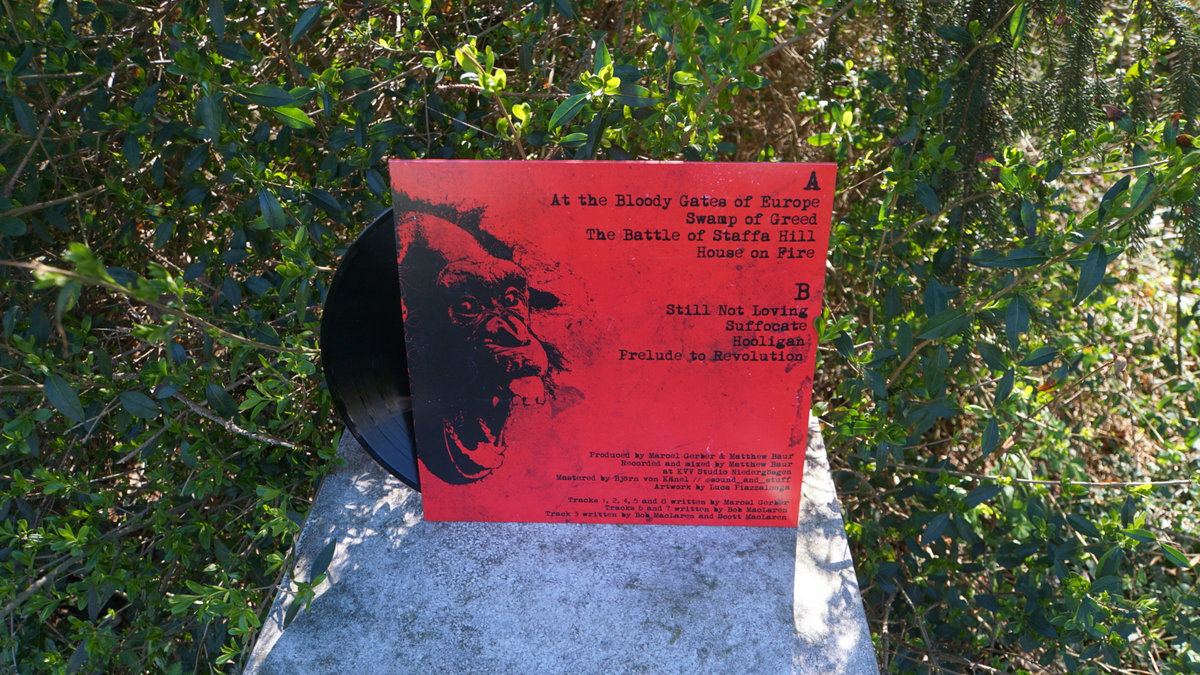 A
At the Bloody Gates of Europe
Swamp of Greed
The Battle of Staffa Hill
House on Fire
B
Still Not Loving
Suffocate
Hooligan
Prelude to Revolution
Produced by Marcel Gerber & Matthew Baur
Recorded and mixed by Matthew Baur
at KVV Studio Niedergösgen
Mastered by Björn von Känel // @sound_and_stuff
Artwork by Luca Piazzalonga
Tracks 1, 2, 4, 5 and 8 written by Marcel Gerber
Tracks 6 and 7 written by Bob MacLaren
Track 3 written by Bob MacLaren and Scott MacLaren